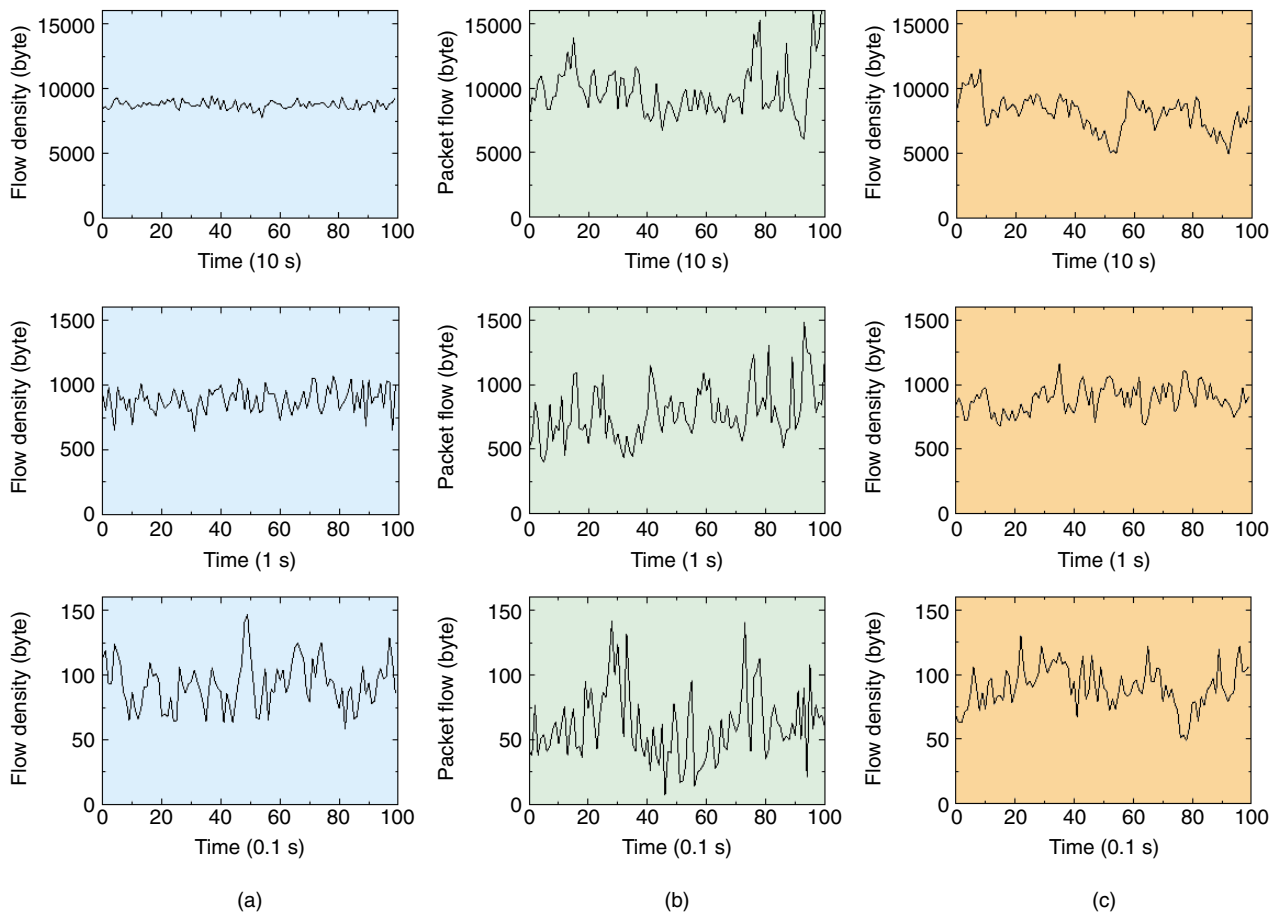 Flow density (byte)
15000
10000
5000
0
0 20 40 60 80 100
Time (10 s)
Packet flow (byte)
15000
10000
5000
0
0 20 40 60 80 100
Time (10 s)
Flow density (byte)
15000
10000
5000
0
0 20 40 60 80 100
Time (10 s)
Flow density (byte)
1500
1000
500
0
0 20 40 60 80 100
Time (1 s)
Packet flow (byte)
1500
1000
500
0
0 20 40 60 80 100
Time (1 s)
Flow density (byte)
1500
1000
500
0
0 20 40 60 80 100
Time (1 s)
Flow density (byte)
150
100
50
0
0 20 40 60 80 100
Time (0.1 s)
Packet flow (byte)
150
100
50
0
0 20 40 60 80 100
Time (0.1 s)
Flow density (byte)
150
100
50
0
0 20 40 60 80 100
Time (0.1 s)
(a)
(b)
(c)